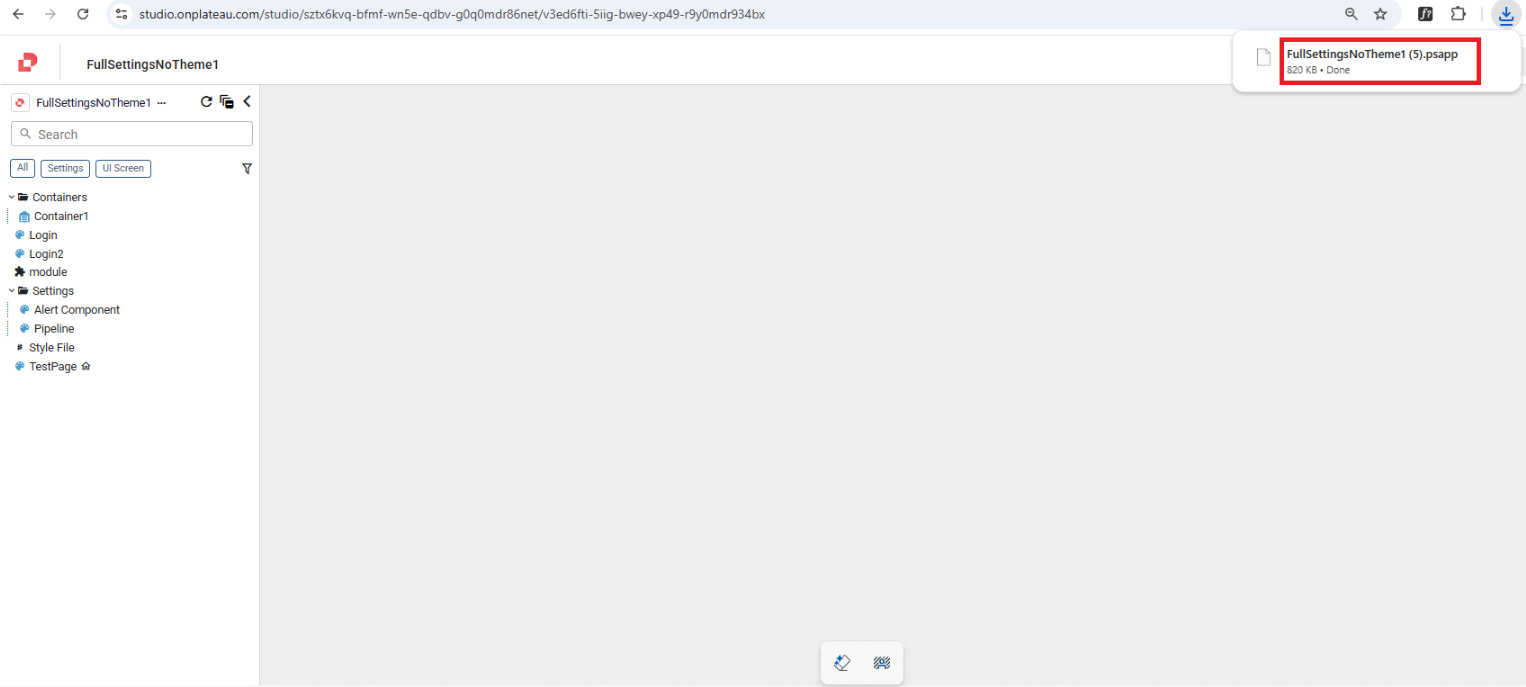 studio.onplateau.com/studio/sztx6kvq-bfmf-wn5e-qdbv-g0q0mdr86net/v3ed6fti-5iig-bwey-xp49-r9y0mdr934bx
f?
FullSettingsNoTheme1 (5).psapp
820 KB • Done
FullSettingsNoTheme1
FullSettingsNoTheme1 ...
Search
All Settings UI Screen
Containers
Container1
Login
Login2
module
Settings
Alert Component
Pipeline
# Style File
TestPage